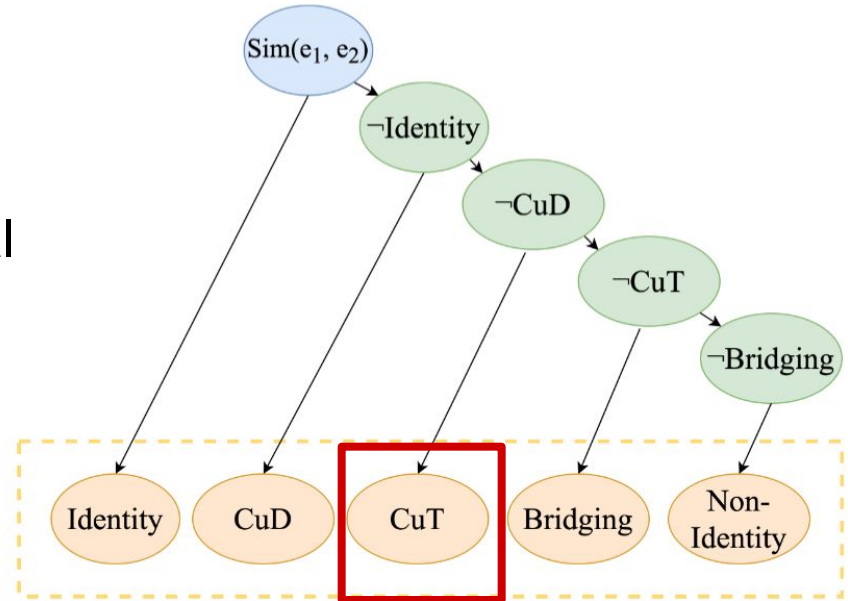 Sim(e₁, e₂)
¬Identity
¬CuD
l
¬CuT
¬Bridging
Identity
CuD
CuT
Bridging
Non-
Identity